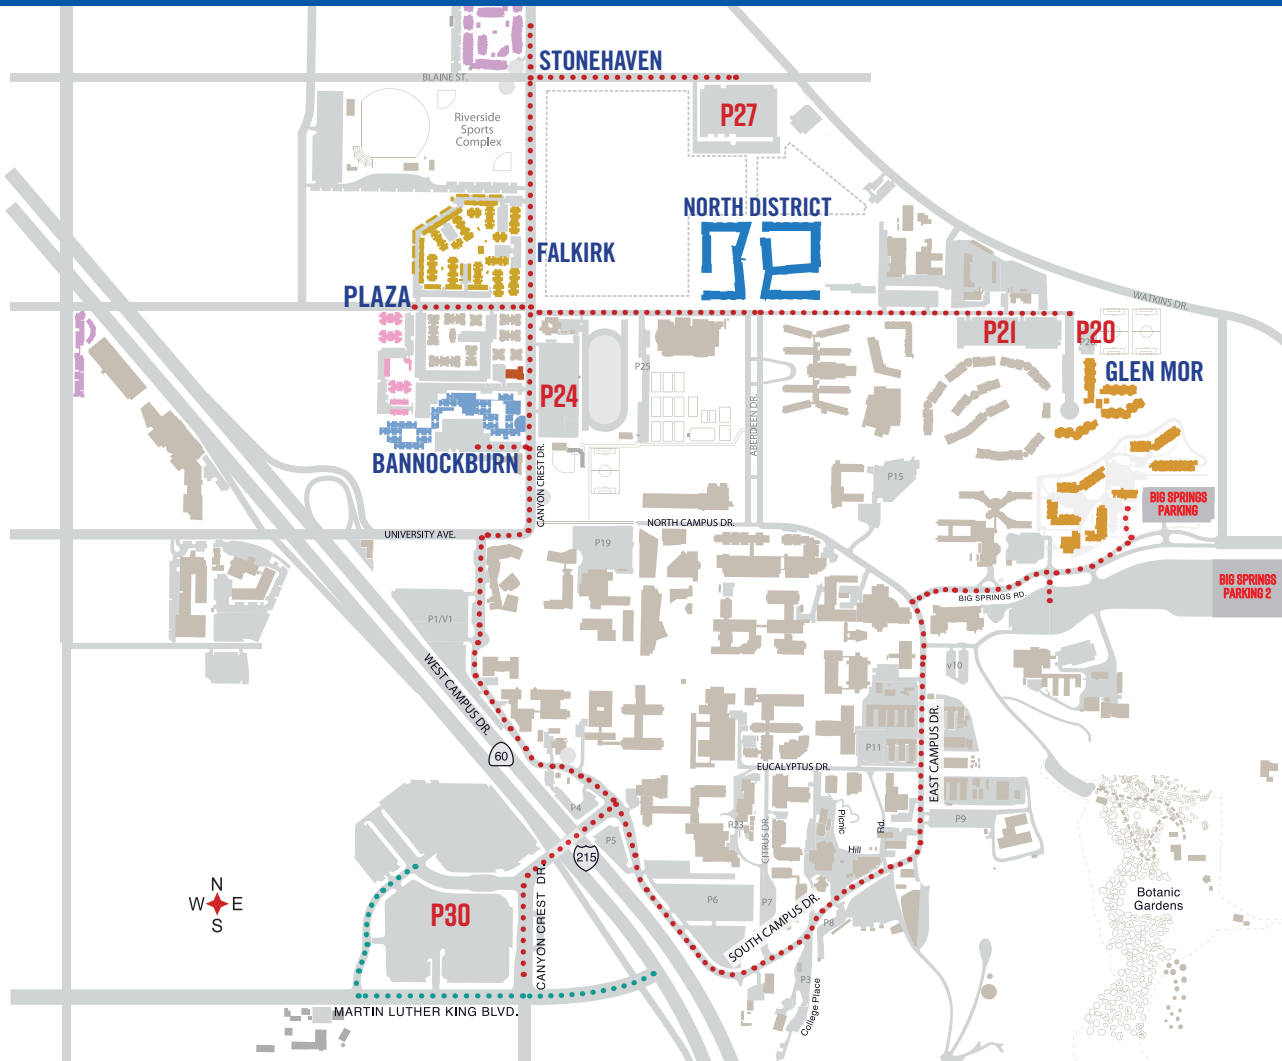 STONEHAVEN
BLAINE ST.
P27
Riverside
Sports
Complex
NORTH DISTRICT
FALKIRK
PLAZA
WATKINS DR.
P21
P20
P25
GLEN MOR
P24
ABERDEEN DR.
BANNOCKBURN
CANYON CREST DR.
P15
BIG SPRINGS
PARKING
NORTH CAMPUS DR.
UNIVERSITY AVE.
P19
BIG SPRINGS
PARKING 2
BIG SPRINGS RD.
P1/V1
WEST CAMPUS DR.
v10
EAST CAMPUS DR.
P11
60
EUCALYPTUS DR.
P4
Picnic
Hill
Rd.
P9
P23
CITRUS DR.
P5
215
CANYON CREST DR.
P6
P7
Botanic
Gardens
N
W E
S
P30
P8
SOUTH CAMPUS DR.
P3
College Place
MARTIN LUTHER KING BLVD.